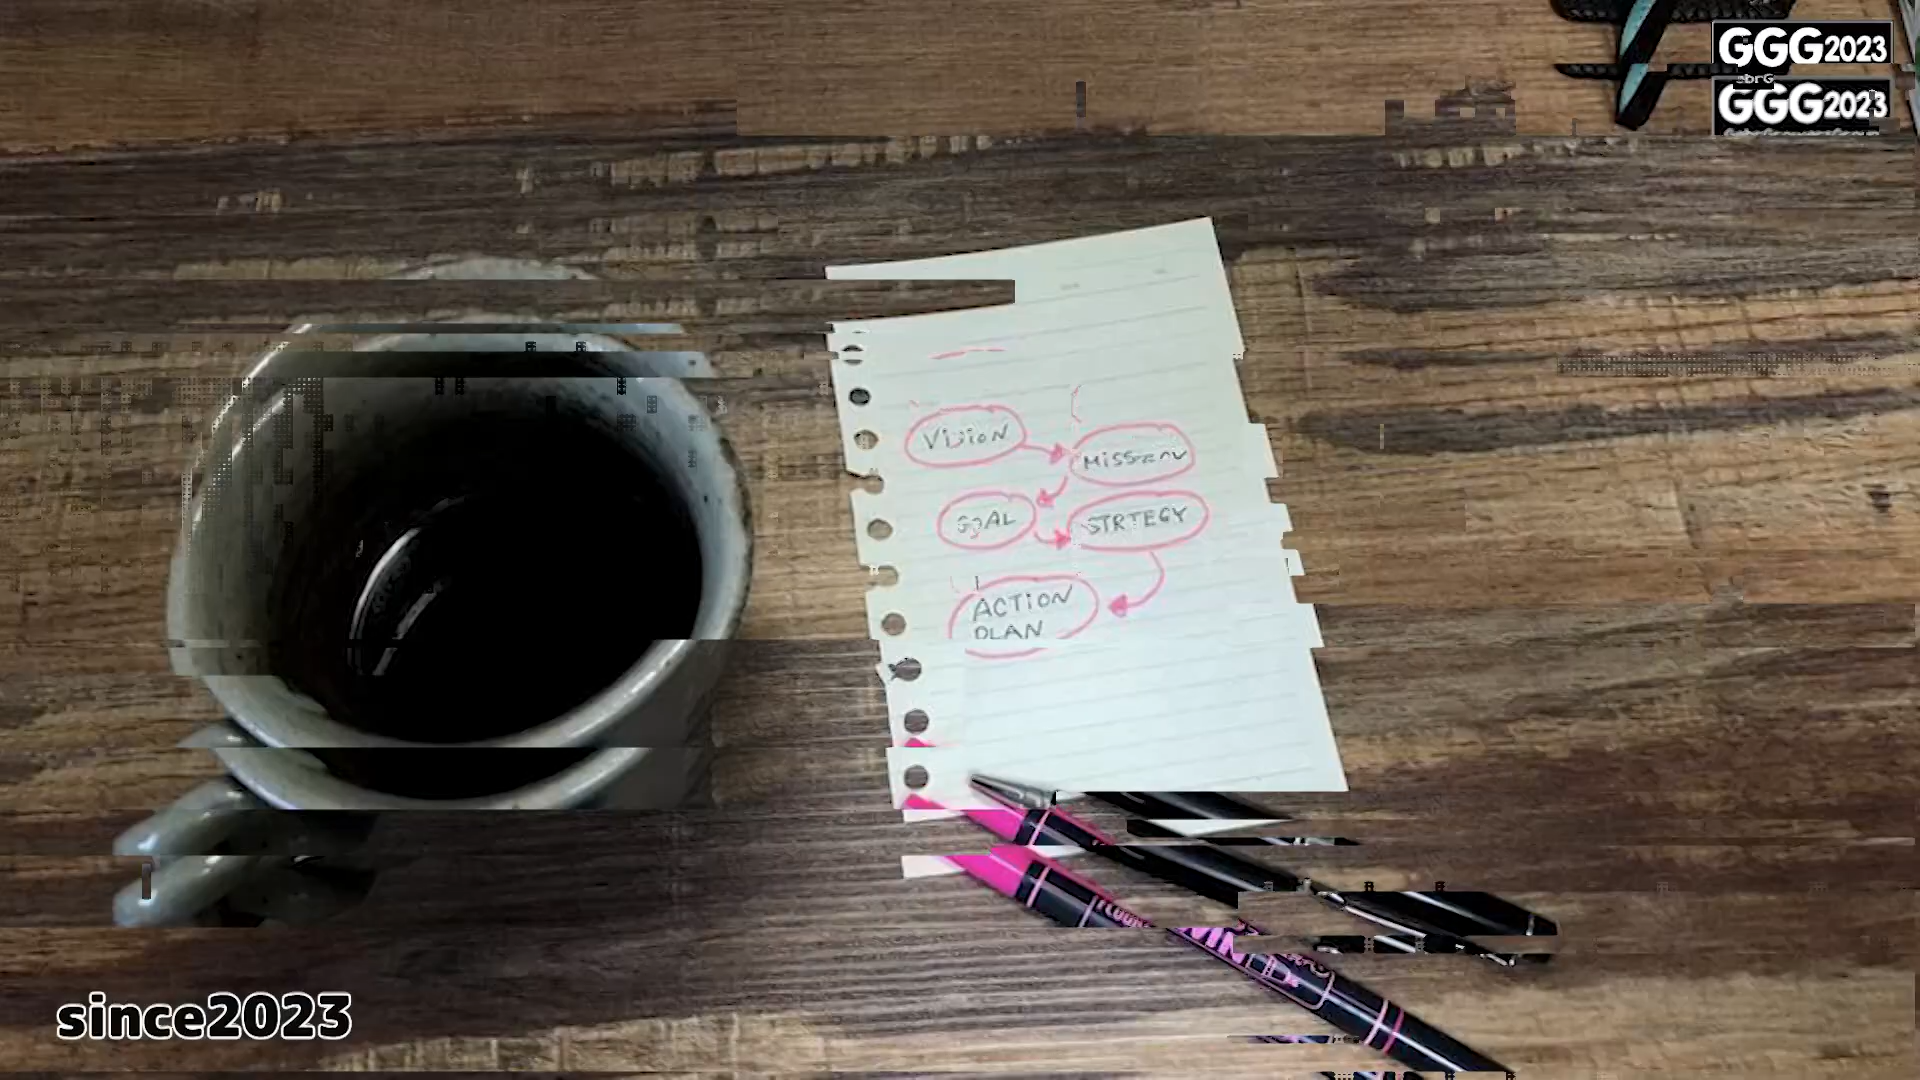 GGG2023
GGG2023
VISION
MISSION
GOAL
STRTEGY
ACTION
PLAN
since2023